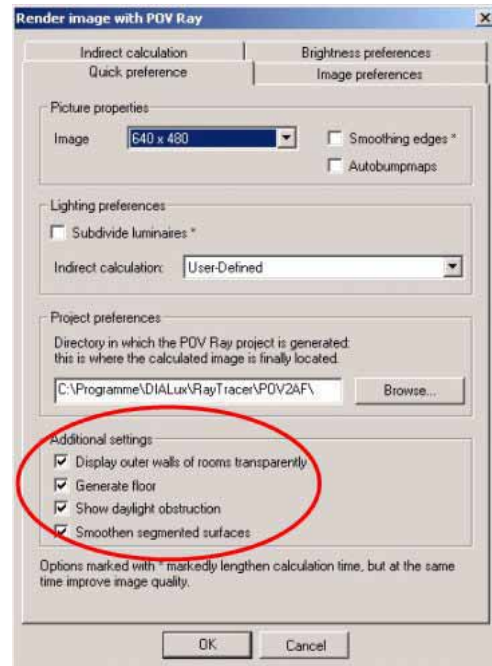 Render image with POV Ray
Indirect calculation
Brightness preferences
Quick preference
Image preferences
Picture properties
Image
640 x 480
Smoothing edges *
Autobumpmaps
Lighting preferences
Subdivide luminaires *
Indirect calculation:
User-Defined
Project preferences
Directory in which the POV Ray project is generated:
this is where the calculated image is finally located.
C:\Programme\DIALux\RayTracer\POV2AF\
Browse...
Additional settings
Display outer walls of rooms transparently
Generate floor
Show daylight obstruction
Smoothen segmented surfaces
Options marked with * markedly lengthen calculation time, but at the same
time improve image quality.
OK
Cancel